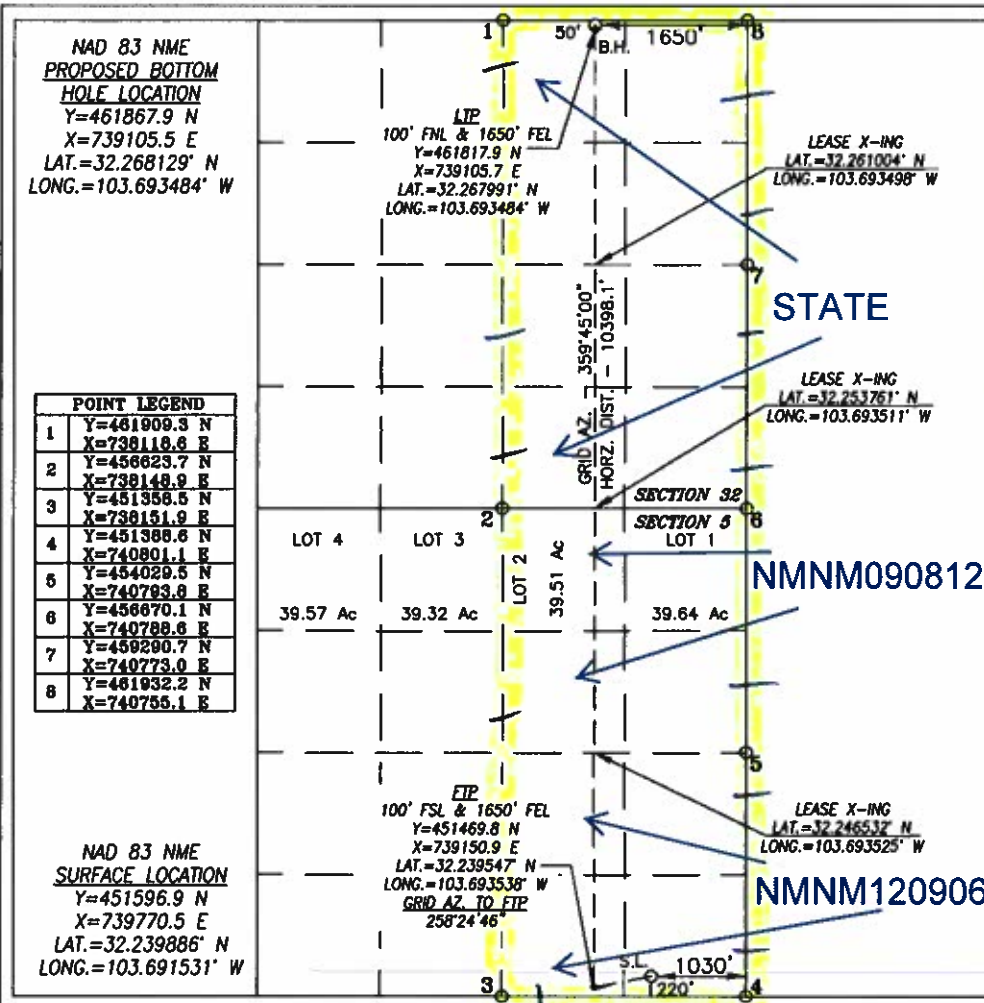 NAD 83 NME
PROPOSED BOTTOM
HOLE LOCATION
Y=461867.9 N
X=739105.5 E
LAT.=32.268129° N
LONG.=103.693484° W
1
50'
B.H.
1650'
8
LTP
100' FNL & 1650' FEL
Y=461817.9 N
X=739105.7 E
LAT.=32.267991° N
LONG.=103.693484° W
LEASE X-ING
LAT.=32.261004° N
LONG.=103.693498° W
7
GRID AZ. - 359°45'00"
HORZ. DIST. - 10398.1'
STATE
LEASE X-ING
LAT.=32.253761° N
LONG.=103.693511° W
POINT LEGEND
1 Y=461909.3 N
X=738118.6 E
2 Y=456623.7 N
X=738148.9 E
3 Y=451358.5 N
X=738151.9 E
4 Y=451388.6 N
X=740801.1 E
5 Y=454029.5 N
X=740793.8 E
6 Y=456670.1 N
X=740788.6 E
7 Y=459290.7 N
X=740773.0 E
8 Y=461932.2 N
X=740755.1 E
SECTION 32
2
6
SECTION 5
LOT 4
LOT 3
LOT 2
LOT 1
39.57 Ac
39.32 Ac
39.51 Ac
39.64 Ac
NMNM090812
5
FTP
100' FSL & 1650' FEL
Y=451469.8 N
X=739150.9 E
LAT.=32.239547° N
LONG.=103.693538° W
GRID AZ. TO FTP
258°24'46"
LEASE X-ING
LAT.=32.246532° N
LONG.=103.693525° W
NMNM120906
NAD 83 NME
SURFACE LOCATION
Y=451596.9 N
X=739770.5 E
LAT.=32.239886° N
LONG.=103.691531° W
S.L.
1030'
220'
3
4